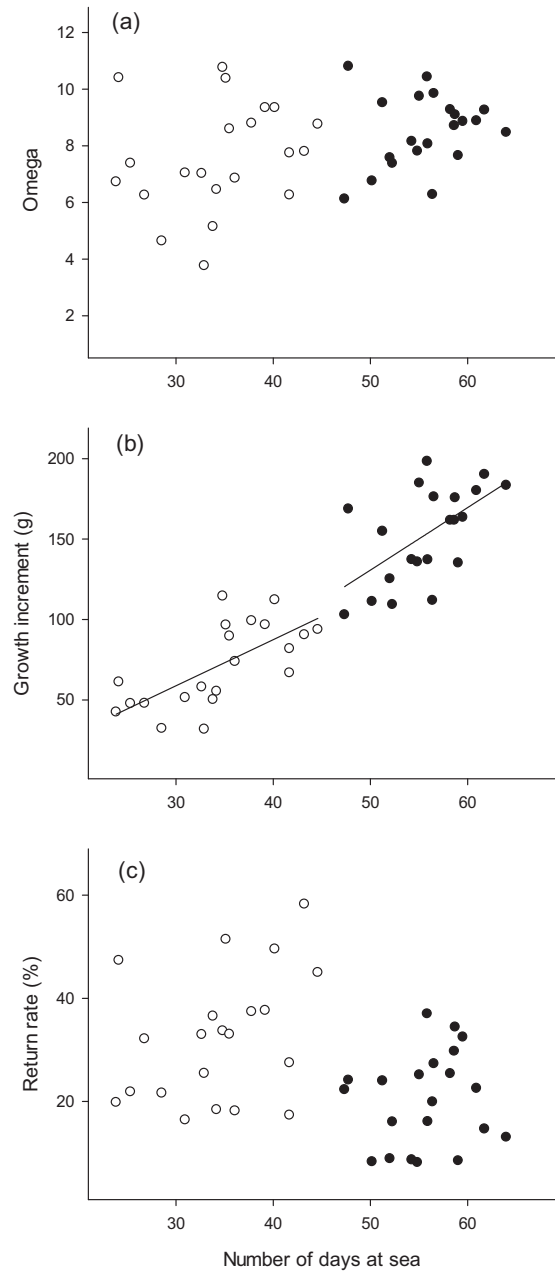 (a)
12
10
8
6
4
2
Omega
30 40 50 60
(b)
200
150
100
50
Growth increment (g)
30 40 50 60
(c)
60
40
20
Return rate (%)
30 40 50 60
Number of days at sea